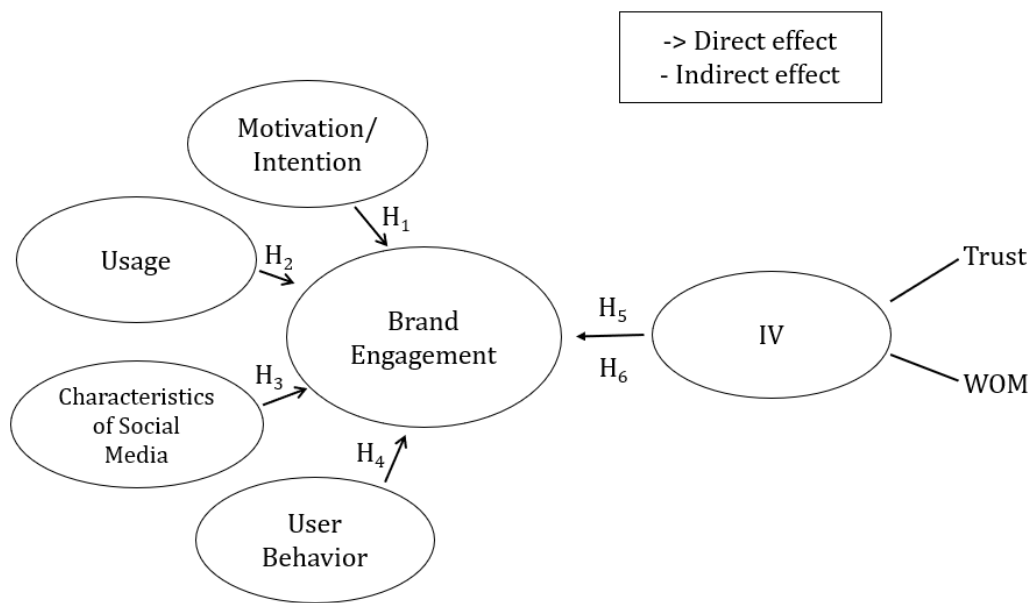 -> Direct effect
- Indirect effect
Motivation/
Intention
H₁
Usage
H₂
Brand
Engagement
H₃
Characteristics
of Social
Media
H₄
User
Behavior
H₅
H₆
IV
Trust
WOM